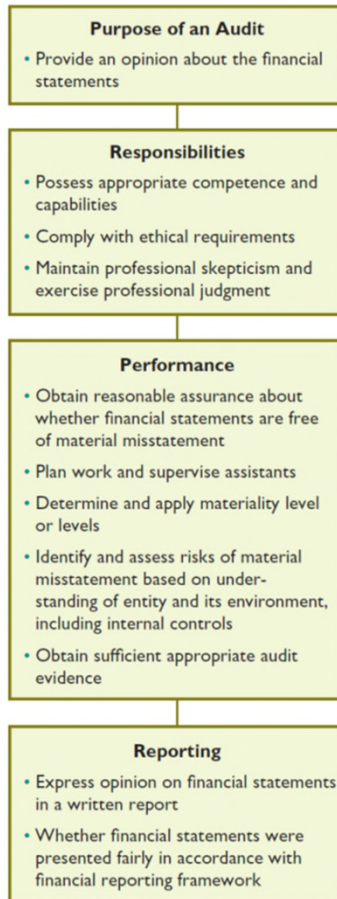 Purpose of an Audit
• Provide an opinion about the financial
statements
Responsibilities
• Possess appropriate competence and
capabilities
• Comply with ethical requirements
• Maintain professional skepticism and
exercise professional judgment
Performance
• Obtain reasonable assurance about
whether financial statements are free
of material misstatement
• Plan work and supervise assistants
• Determine and apply materiality level
or levels
• Identify and assess risks of material
misstatement based on under-
standing of entity and its environment,
including internal controls
• Obtain sufficient appropriate audit
evidence
Reporting
• Express opinion on financial statements
in a written report
• Whether financial statements were
presented fairly in accordance with
financial reporting framework